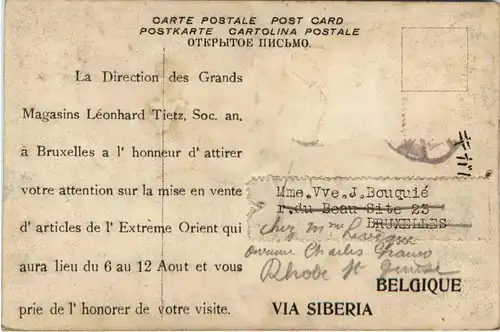 CARTE POSTALE POST CARD
POSTKARTE CARTOLINA POSTALE
ОТКРЫТОЕ ПИСЬМО.
La Direction des Grands
Magasins Léonhard Tietz, Soc. an.
à Bruxelles a l' honneur d' attirer
votre attention sur la mise en vente
d' articles de l' Extrême Orient qui
aura lieu du 6 au 12 Aout et vous
prie de l' honorer de votre visite.
Mme.Vve.J.Bouquié
r.du Beau Site 23
BRUXELLES
chez Mme
avenue Charles
Rhode St Genèse
BELGIQUE
VIA SIBERIA